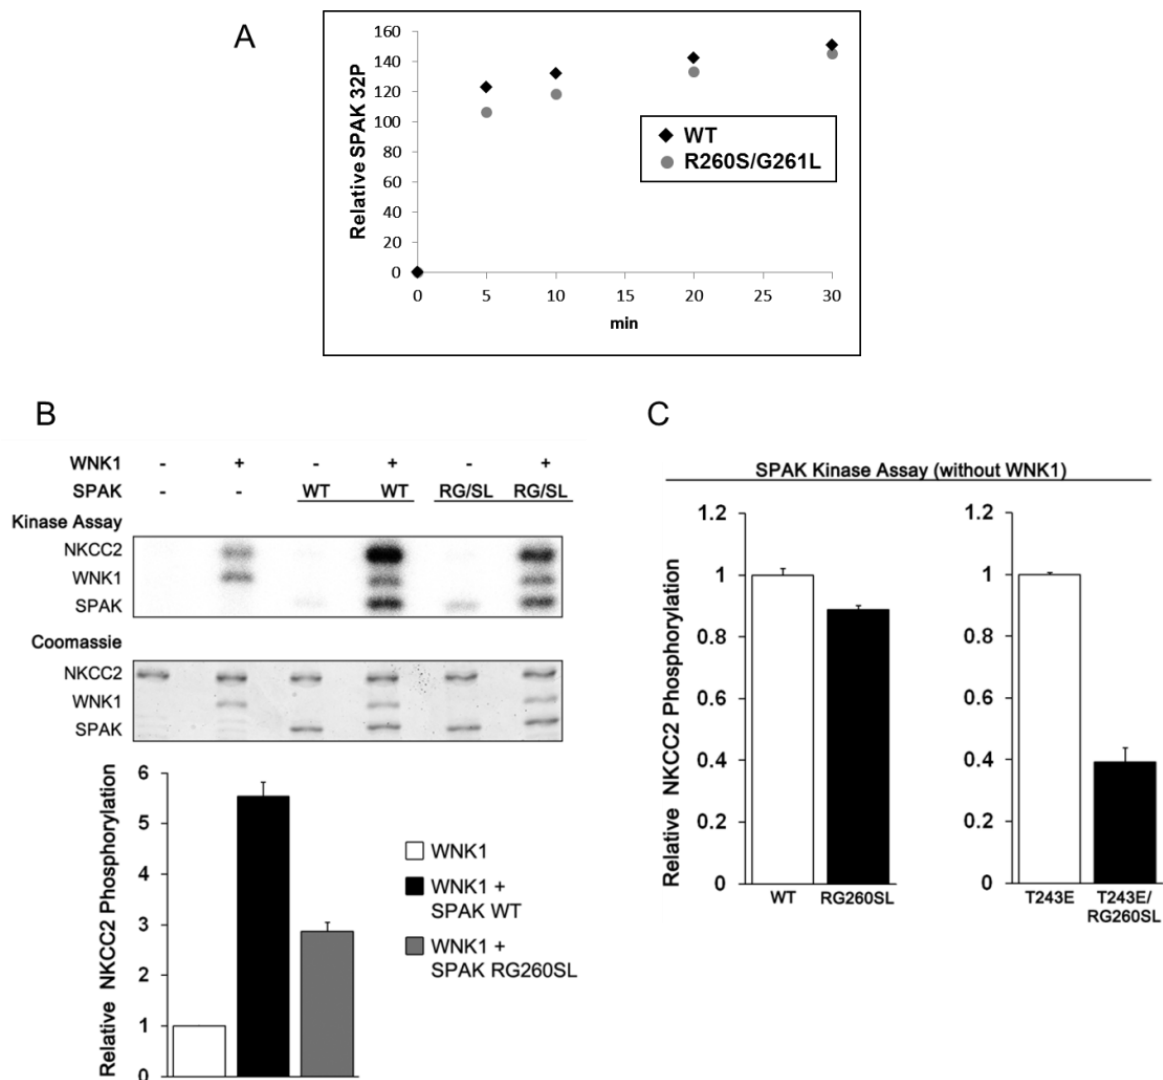 A
Relative SPAK 32P
160
140
120
100
80
60
40
20
0
0 5 10 15 20 25 30
min
WT
R260S/G261L
B
WNK1 - + - + - +
SPAK - - WT WT RG/SL RG/SL
Kinase Assay
NKCC2
WNK1
SPAK
Coomassie
NKCC2
WNK1
SPAK
Relative NKCC2 Phosphorylation
6
5
4
3
2
1
0
WNK1
WNK1 +
SPAK WT
WNK1 +
SPAK RG260SL
C
SPAK Kinase Assay (without WNK1)
Relative NKCC2 Phosphorylation
1.2
1
0.8
0.6
0.4
0.2
0
WT RG260SL
1.2
1
0.8
0.6
0.4
0.2
0
T243E T243E/
RG260SL